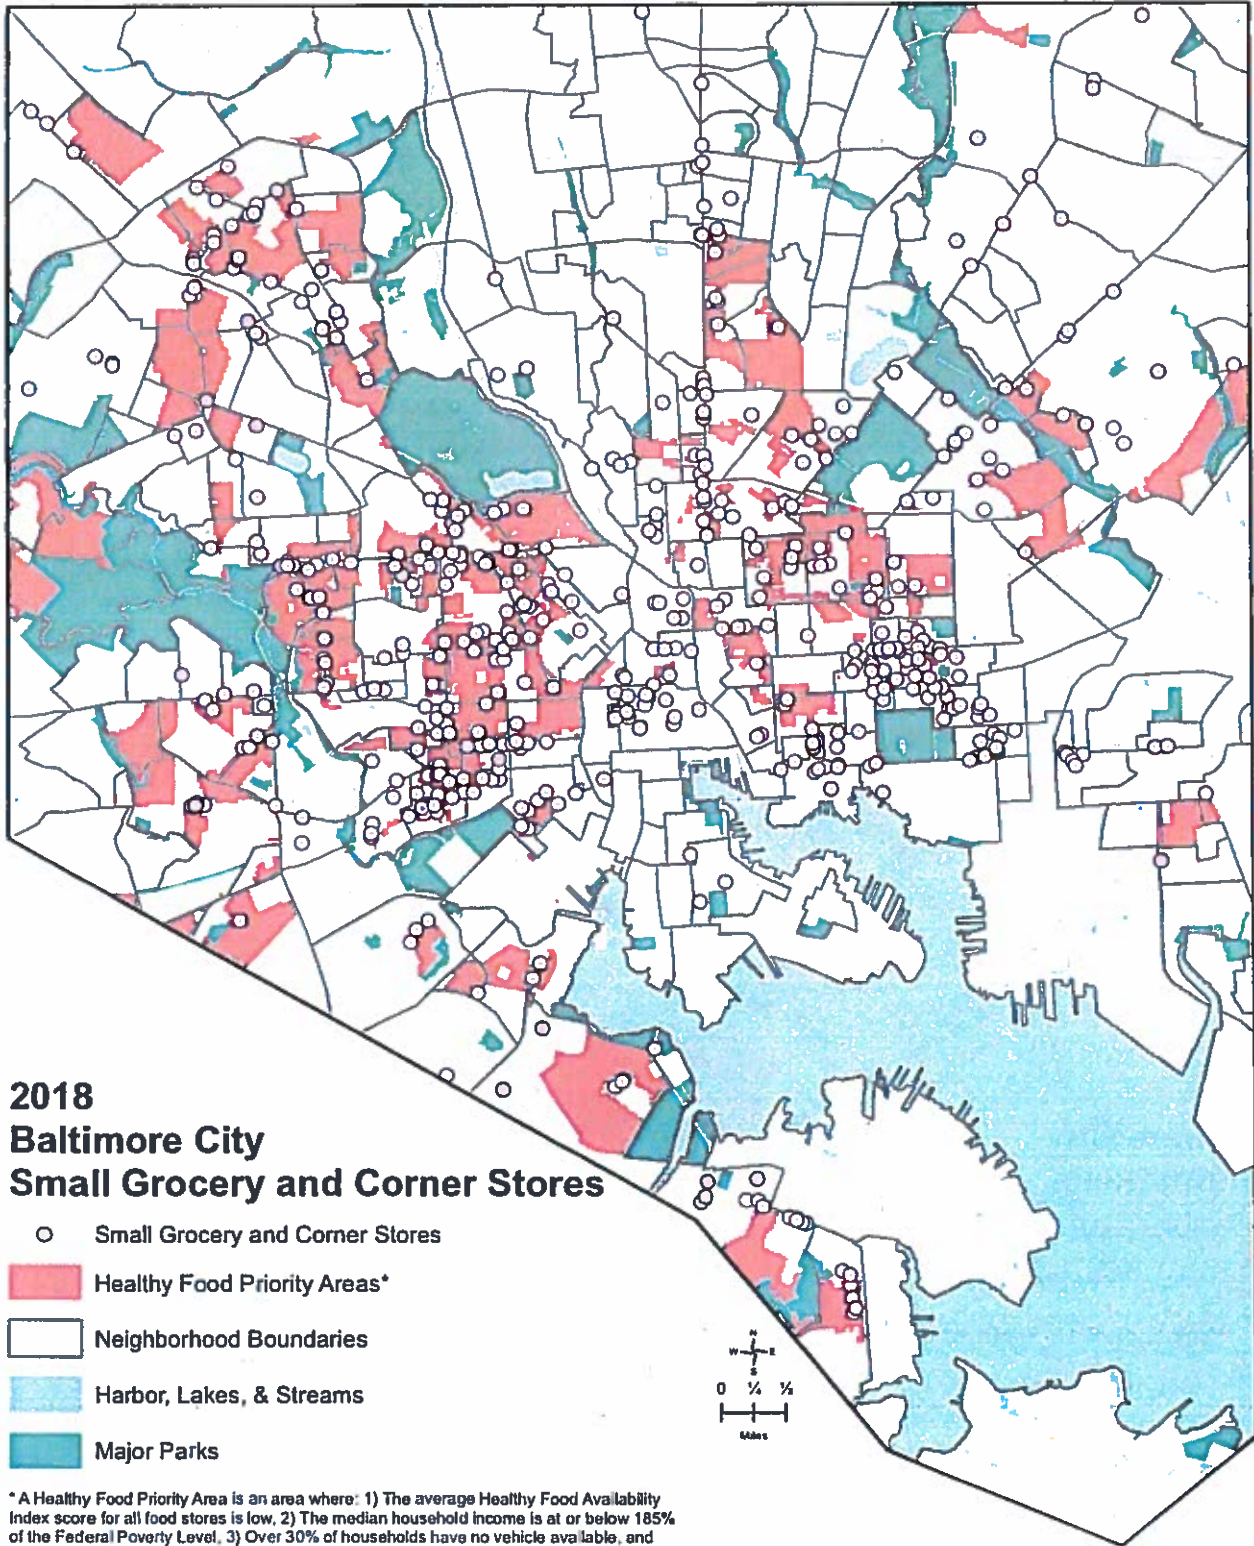 2018
Baltimore City
Small Grocery and Corner Stores
Small Grocery and Corner Stores
Healthy Food Priority Areas*
Neighborhood Boundaries
Harbor, Lakes, & Streams
Major Parks
N
W E
S
0 ¼ ½
Miles
* A Healthy Food Priority Area is an area where: 1) The average Healthy Food Availability
Index score for all food stores is low, 2) The median household income is at or below 185%
of the Federal Poverty Level, 3) Over 30% of households have no vehicle available, and